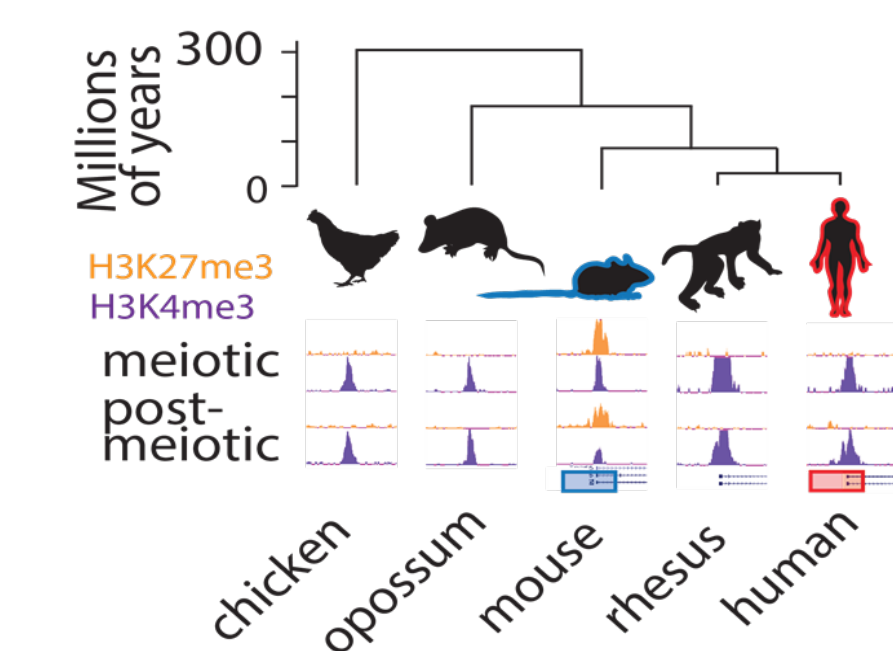 Millions
of years
300
0
H3K27me3
H3K4me3
meiotic
post-
meiotic
chicken
opossum
mouse
rhesus
human